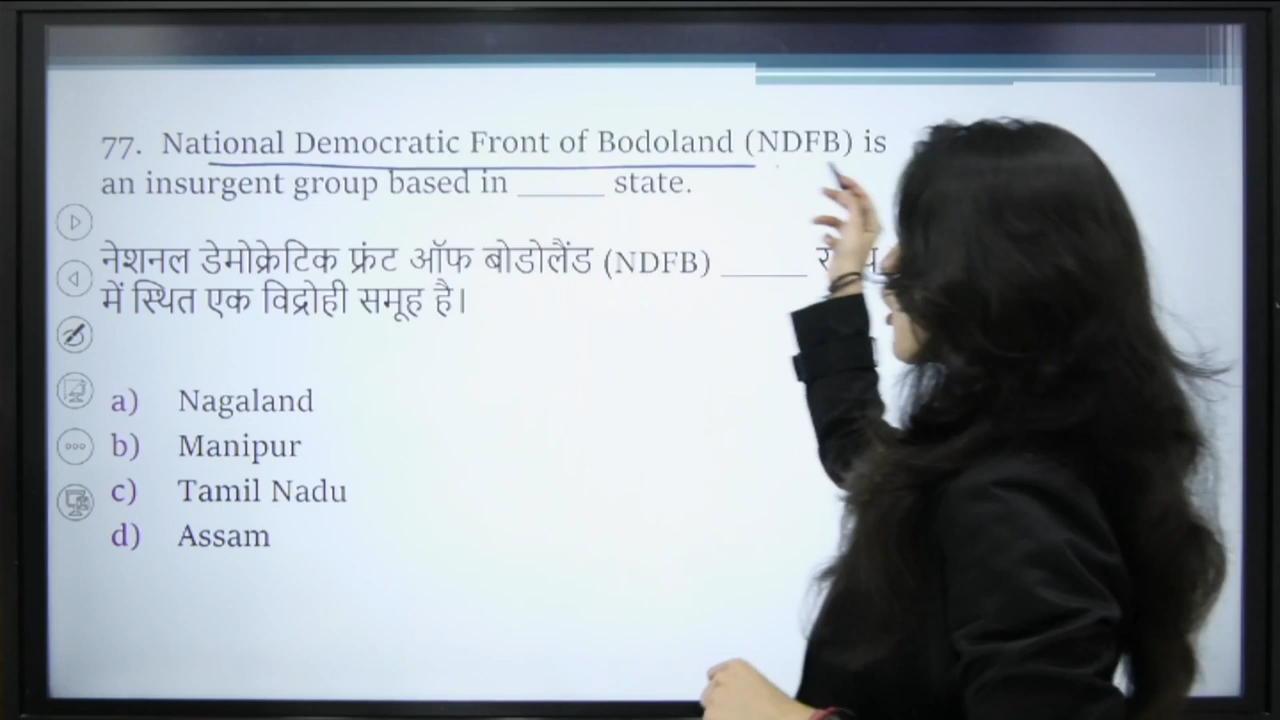 77. National Democratic Front of Bodoland (NDFB) is
an insurgent group based in ______ state.
नेशनल डेमोक्रेटिक फ्रंट ऑफ बोडोलैंड (NDFB) ______
में स्थित एक विद्रोही समूह है।
a) Nagaland
b) Manipur
c) Tamil Nadu
d) Assam